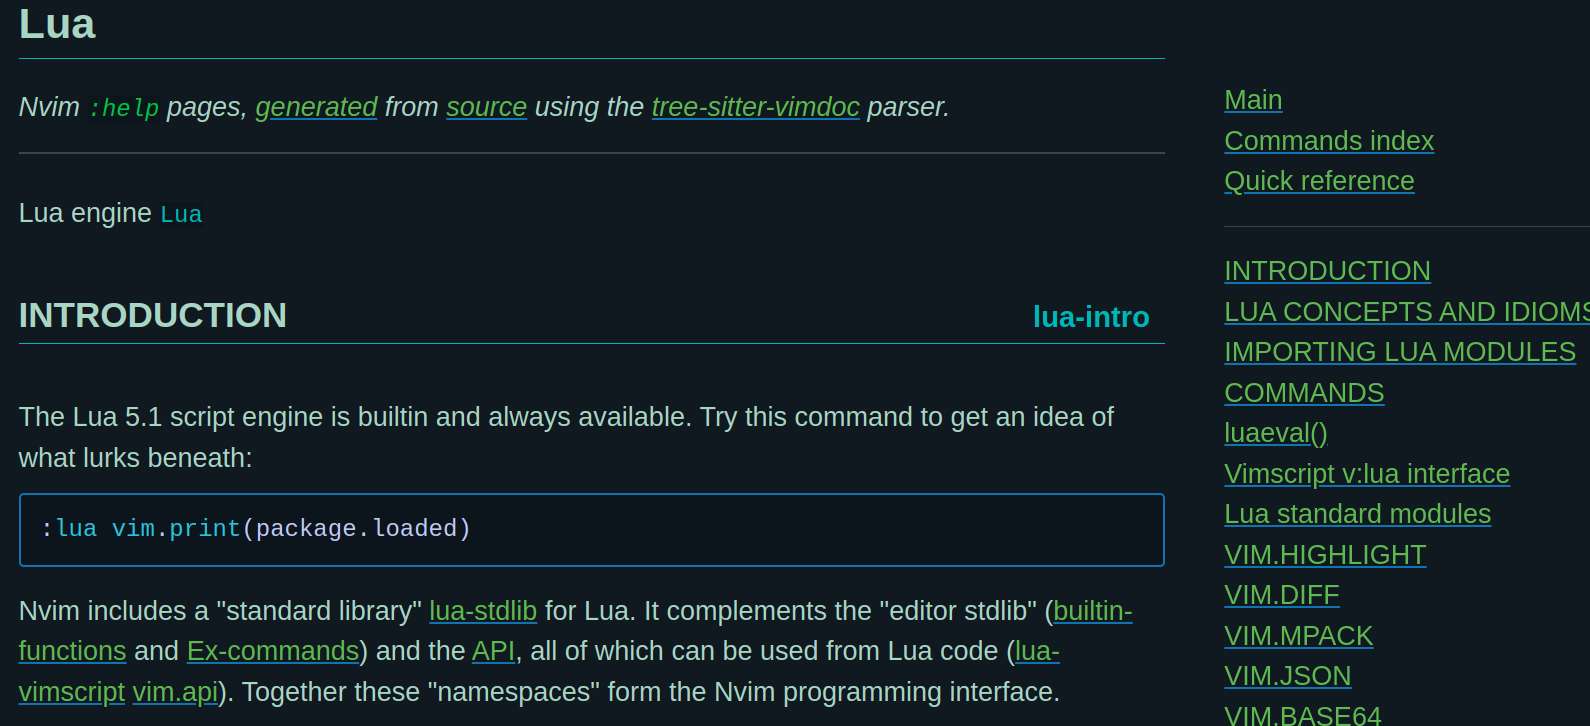 Lua
Nvim :help pages, generated from source using the tree-sitter-vimdoc parser.
Lua engine Lua
INTRODUCTION lua-intro
The Lua 5.1 script engine is builtin and always available. Try this command to get an idea of
what lurks beneath:
:lua vim.print(package.loaded)
Nvim includes a "standard library" lua-stdlib for Lua. It complements the "editor stdlib" (builtin-
functions and Ex-commands) and the API, all of which can be used from Lua code (lua-
vimscript vim.api). Together these "namespaces" form the Nvim programming interface.
Main
Commands index
Quick reference
INTRODUCTION
LUA CONCEPTS AND IDIOMS
IMPORTING LUA MODULES
COMMANDS
luaeval()
Vimscript v:lua interface
Lua standard modules
VIM.HIGHLIGHT
VIM.DIFF
VIM.MPACK
VIM.JSON
VIM.BASE64